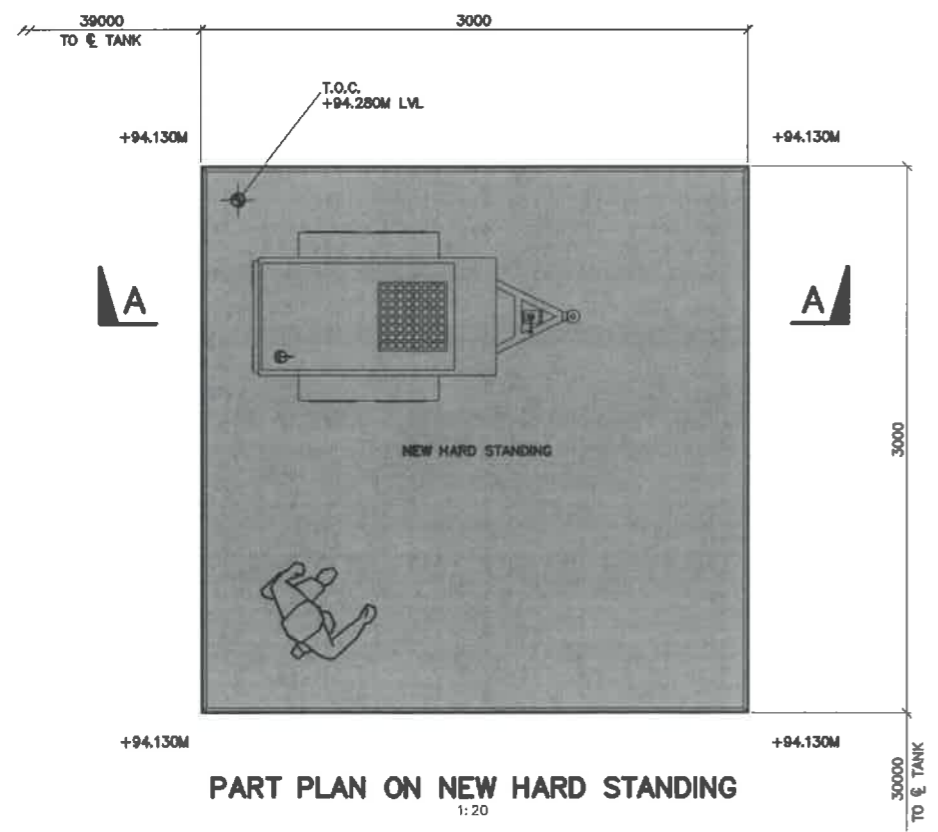 39000
TO ℄ TANK
3000
T.O.C.
+94.280M LVL
+94.130M
+94.130M
A
A
3000
NEW HARD STANDING
+94.130M
+94.130M
30000
TO ℄ TANK
PART PLAN ON NEW HARD STANDING
1:20